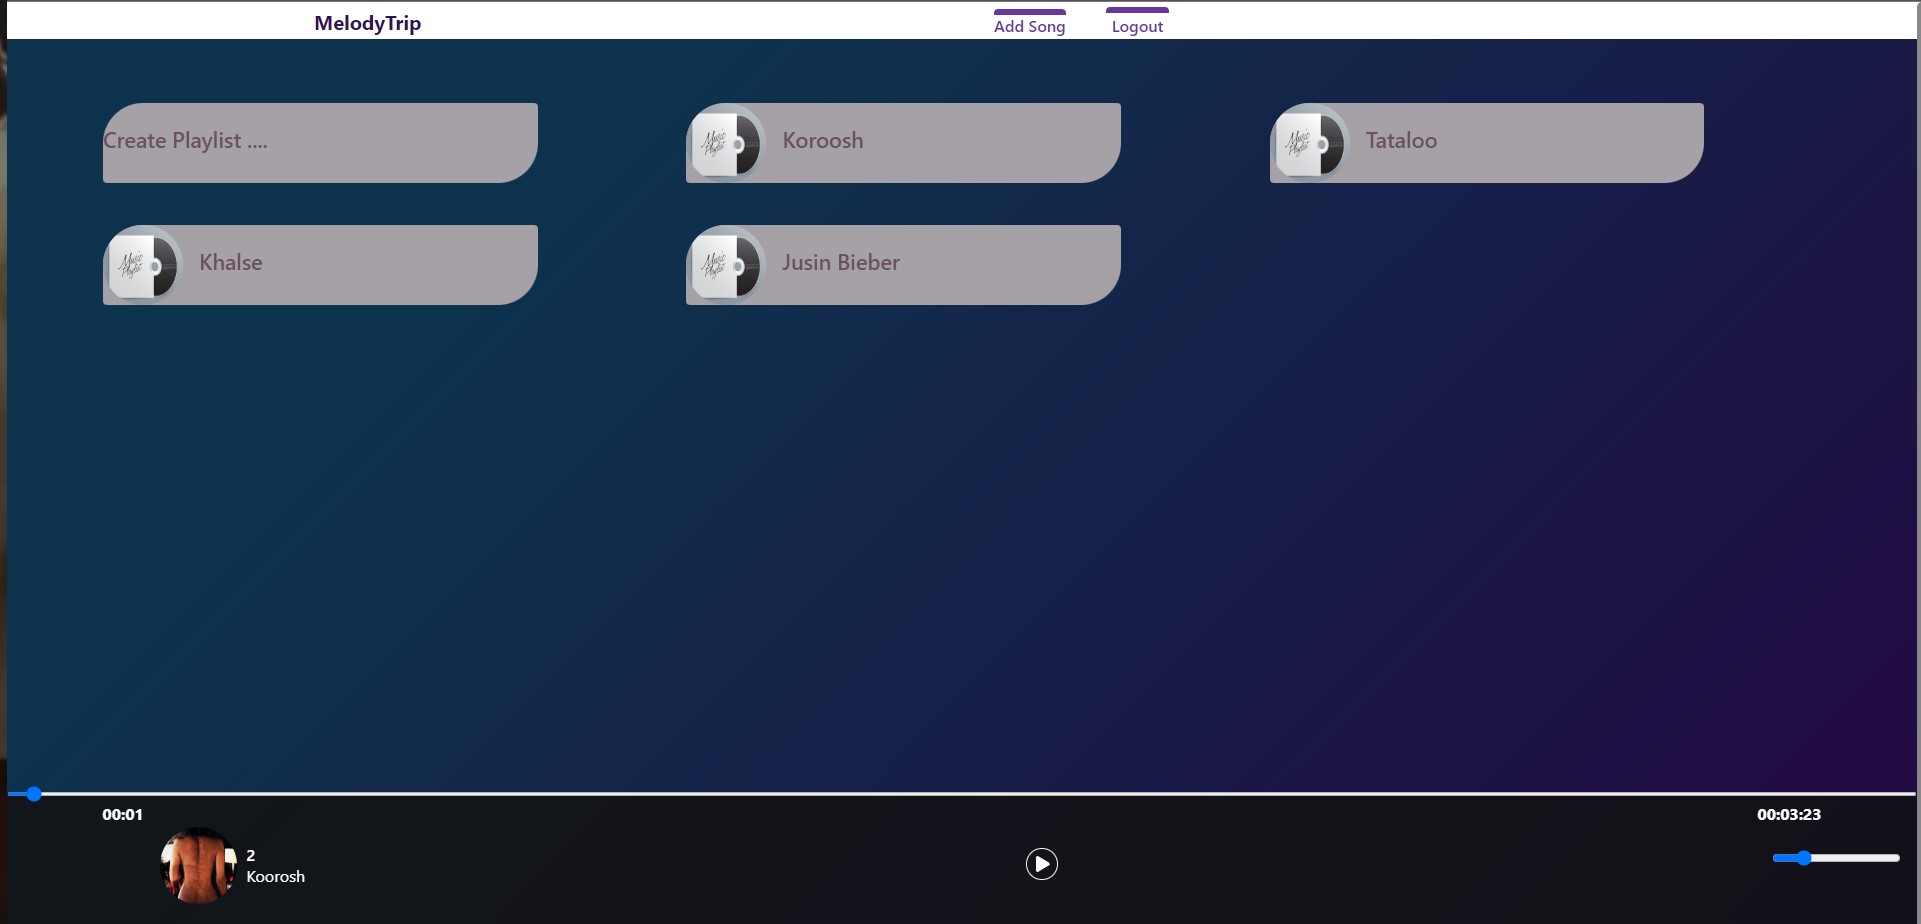 MelodyTrip
Add Song
Logout
Create Playlist ....
Music Playlist
Koroosh
Music Playlist
Tataloo
Music Playlist
Khalse
Music Playlist
Jusin Bieber
00:01
00:03:23
2
Koorosh